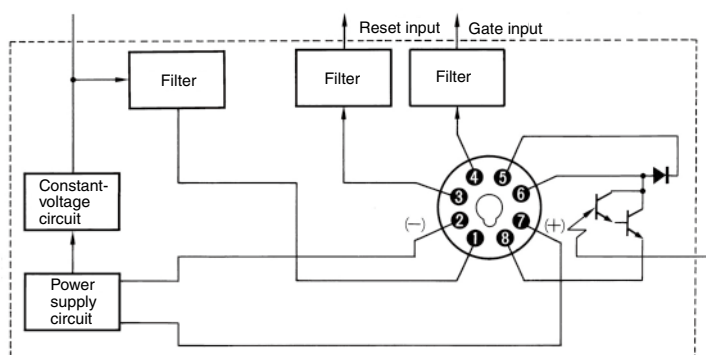 Reset input
Gate input
Filter
Filter
Filter
Constant-
voltage
circuit
Power
supply
circuit
4
5
3
6
(−)
2
7
(+)
1
8